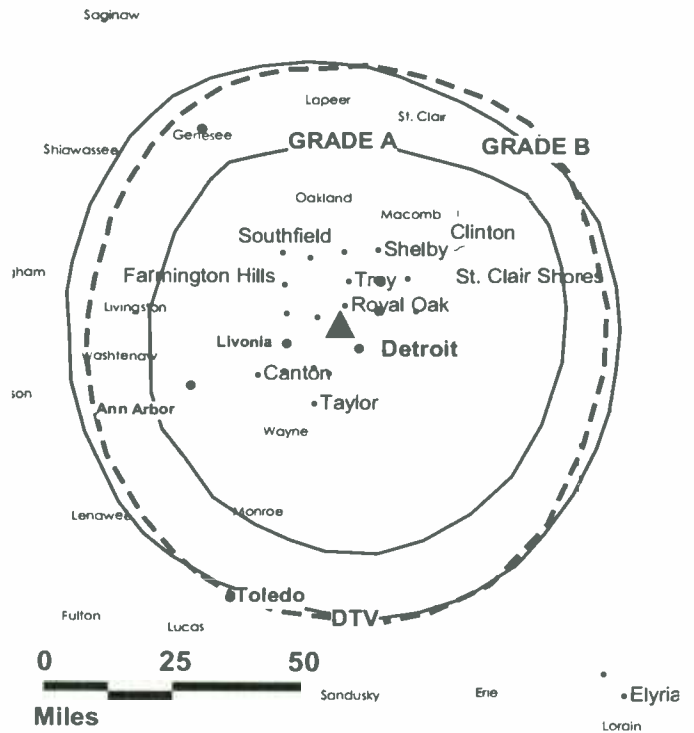 Saginaw
Lapeer
St. Clair
Genesee
GRADE A
GRADE B
Shiawassee
Oakland
Macomb
Clinton
Southfield
Shelby
gham
Farmington Hills
Troy
St. Clair Shores
Livingston
Royal Oak
Livonia
Detroit
Washtenaw
Canton
son
Ann Arbor
Taylor
Wayne
Lenawee
Monroe
Toledo
Fulton
Lucas
DTV
0 25 50
Miles
Sandusky
Erie
Elyria
Lorain